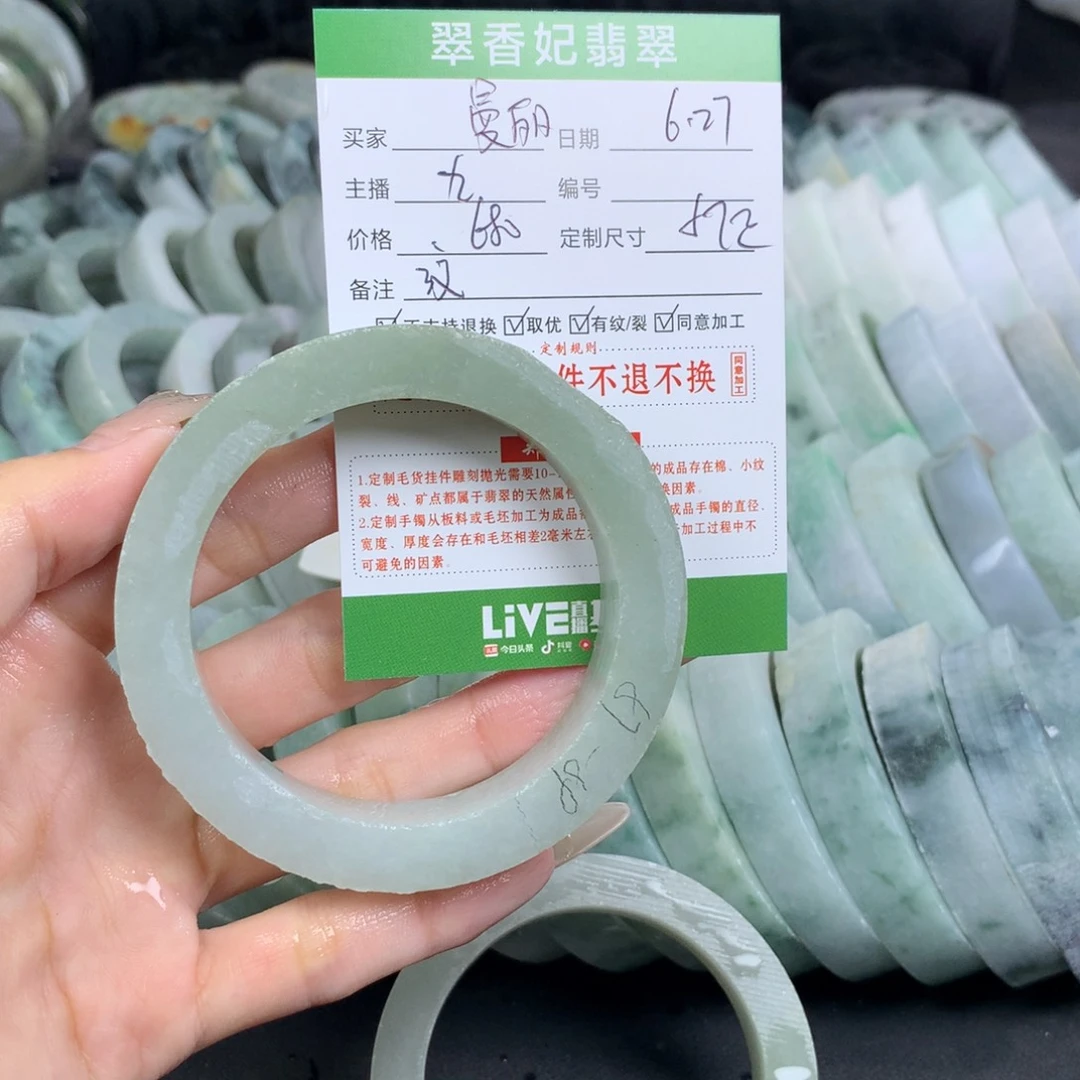 翠香妃翡翠
买家 曼丽 日期 6.27
主播 九 编号
价格 680 定制尺寸
备注 纹
不支持退换 取优 有纹/裂 同意加工
定制规则
件不退不换 同意加工
1.定制毛货挂件雕刻抛光需要10- 的成品存在棉、小纹
裂、线、矿点都属于翡翠的天然属性 换因素。
2.定制手镯从板料或毛坯加工为成品 成品手镯的直径、
宽度、厚度会存在和毛坯相差2毫米左 加工过程中不
可避免的因素。
LiVE直播
今日头条 抖音